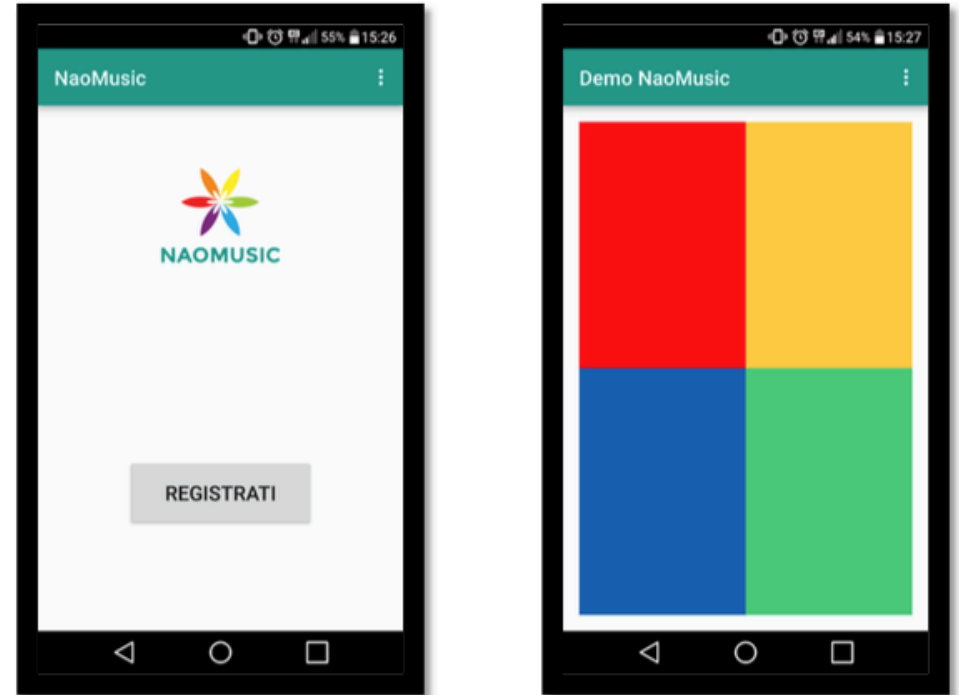 55% 15:26
NaoMusic
NAOMUSIC
REGISTRATI
54% 15:27
Demo NaoMusic